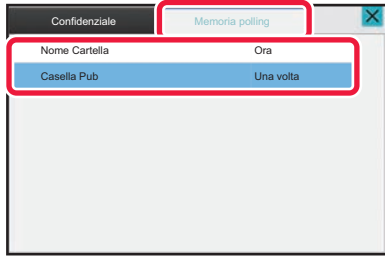 Confidenziale Memoria polling
Nome Cartella Ora
Casella Pub Una volta